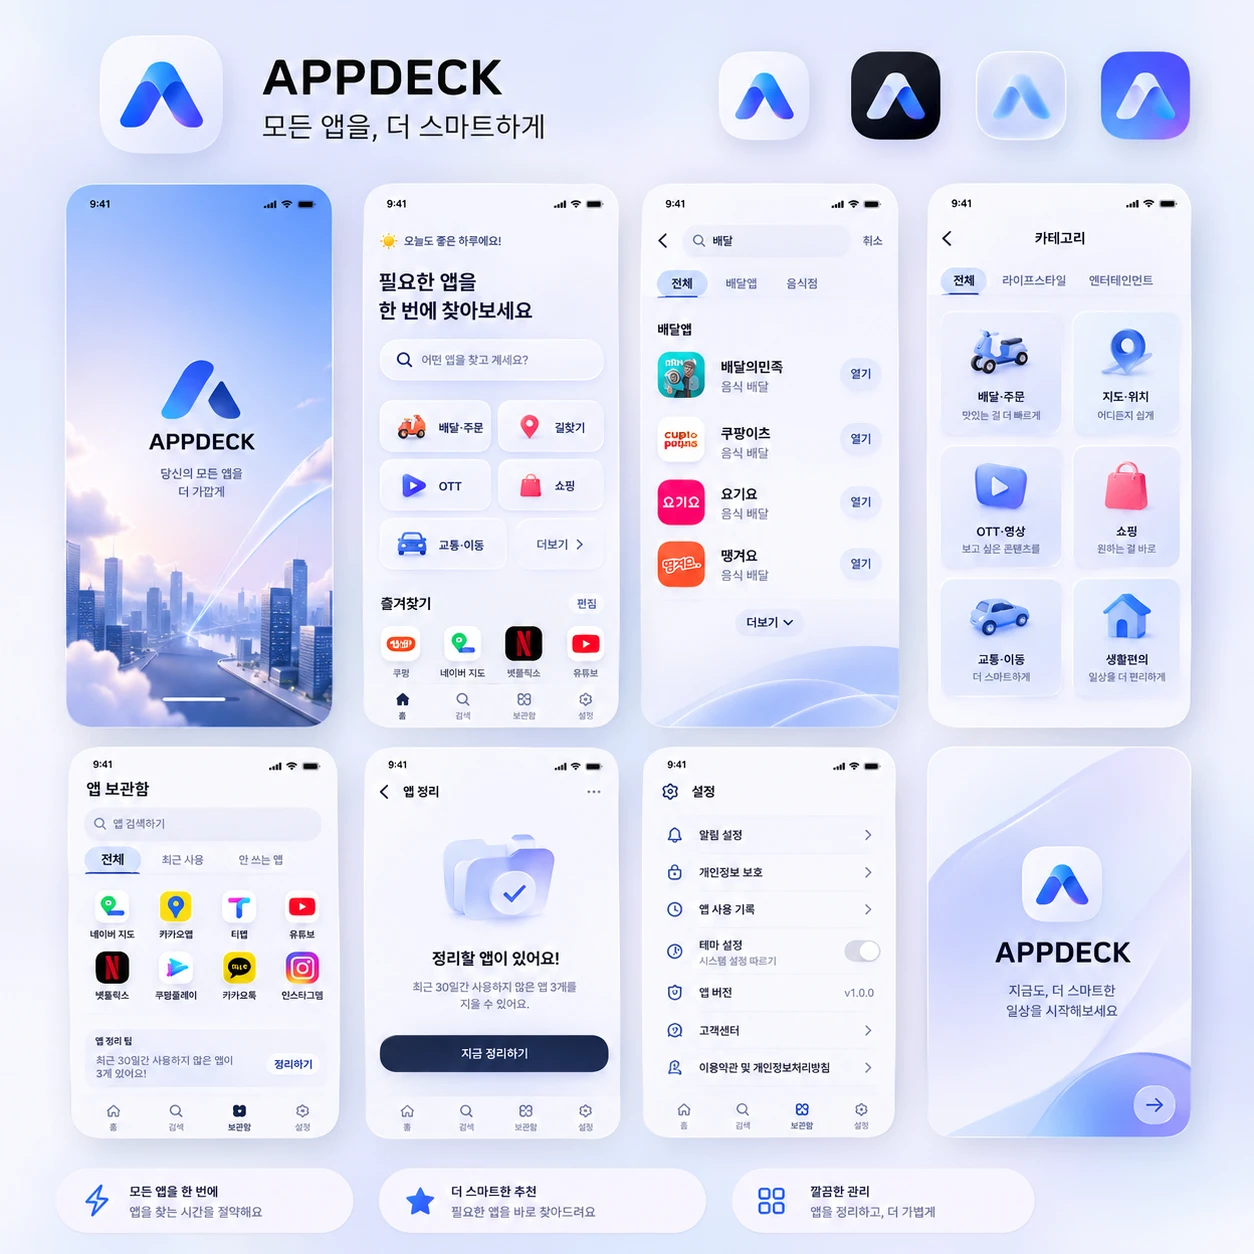 APPDECK
모든 앱을, 더 스마트하게
9:41
APPDECK
당신의 모든 앱을
더 가깝게
9:41
오늘도 좋은 하루에요!
필요한 앱을
한 번에 찾아보세요
어떤 앱을 찾고 계세요?
배달·주문
길찾기
OTT
쇼핑
교통·이동
더보기
즐겨찾기
편집
쿠팡
네이버 지도
넷플릭소
유튜브
홈
검색
보관함
설정
9:41
배달
취소
전체
배달앱
음식점
배달앱
배달의민족
음식 배달
열기
쿠팡이츠
음식 배달
열기
요기요
요기요
음식 배달
열기
땡겨요
음식 배달
열기
더보기
9:41
카테고리
전체
라이프스타일
엔터테인먼트
배달·주문
맛있는 걸 더 빠르게
지도·위치
어디든지 쉽게
OTT·영상
보고 싶은 콘텐츠를
쇼핑
원하는 걸 바로
교통·이동
더 스마트하게
생활편의
일상을 더 편리하게
9:41
앱 보관함
앱 검색하기
전체
최근 사용
안 쓰는 앱
네이버 지도
카카오맵
티맵
유튜브
넷플릭스
쿠팡플레이
카카오톡
인스타그램
앱 정리 팁
최근 30일간 사용하지 않은 앱이
3개 있어요!
정리하기
홈
검색
보관함
설정
9:41
앱 정리
정리할 앱이 있어요!
최근 30일간 사용하지 않은 앱 3개를
지울 수 있어요.
지금 정리하기
홈
검색
보관함
설정
9:41
설정
알림 설정
개인정보 보호
앱 사용 기록
테마 설정
시스템 설정 따르기
앱 버전
v1.0.0
고객센터
이용약관 및 개인정보처리방침
홈
검색
보관함
설정
APPDECK
지금도, 더 스마트한
일상을 시작해보세요
모든 앱을 한 번에
앱을 찾는 시간을 절약해요
더 스마트한 추천
필요한 앱을 바로 찾아드려요
깔끔한 관리
앱을 정리하고, 더 가볍게